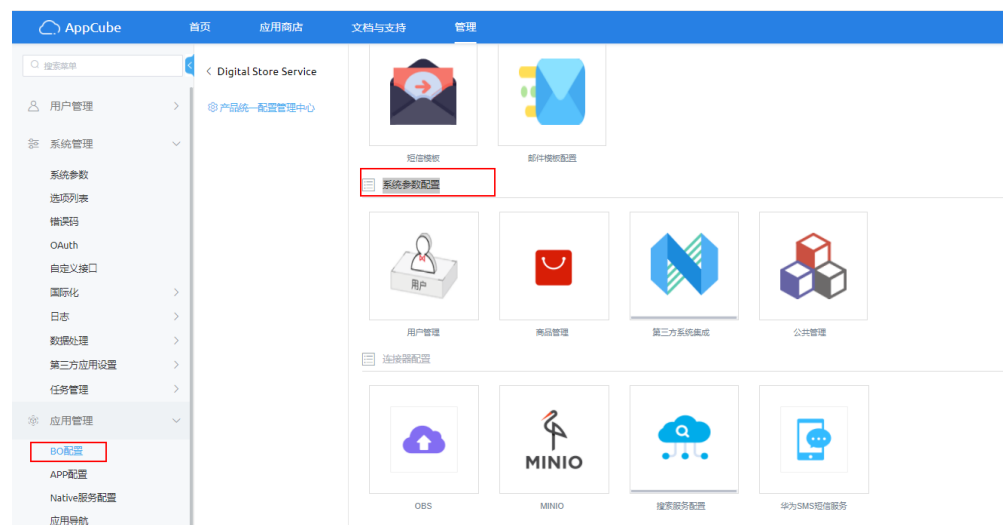 AppCube 首页 应用商店 文档与支持 管理
搜索菜单
用户管理
系统管理
系统参数
选项列表
错误码
OAuth
自定义接口
国际化
日志
数据处理
第三方应用设置
任务管理
应用管理
BO配置
APP配置
Native服务配置
应用导航
< Digital Store Service
产品统一配置管理中心
短信模板 邮件模板配置
系统参数配置
用户
用户管理 商品管理 第三方系统集成 公共管理
连接器配置
MINIO
OBS MINIO 搜索服务配置 华为SMS短信服务